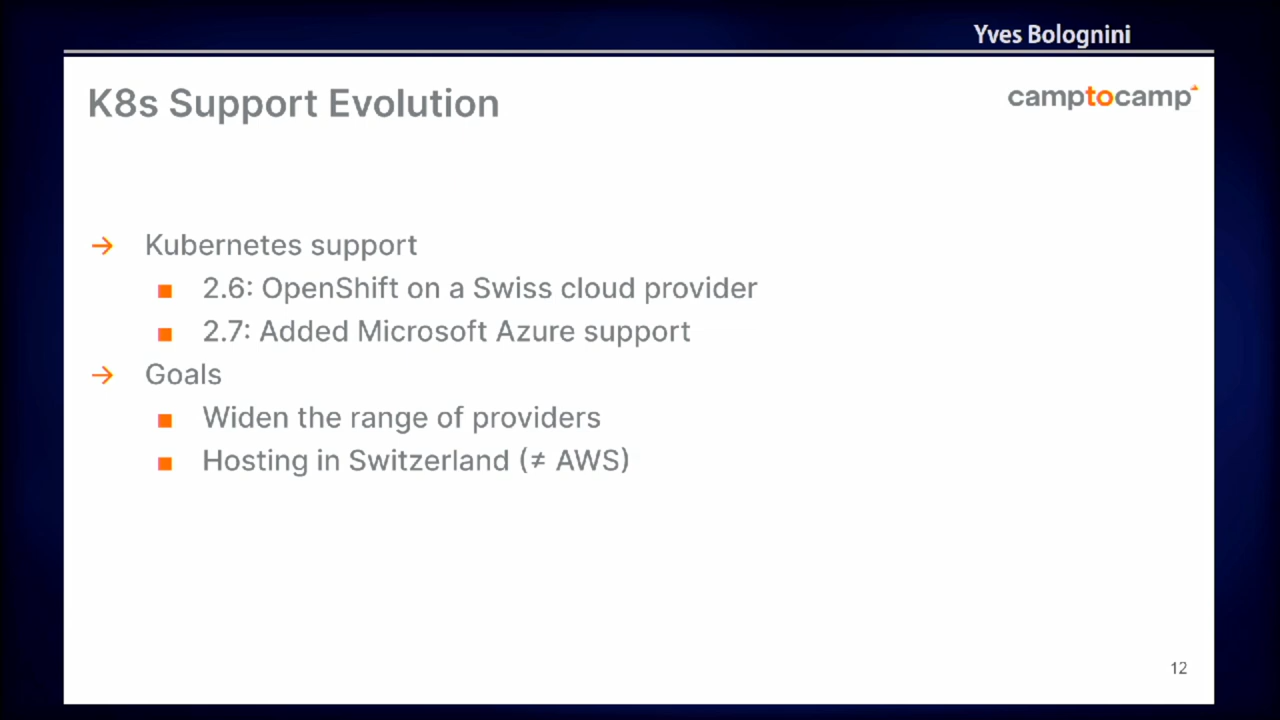 Yves Bolognini
K8s Support Evolution
camptocamp
→ Kubernetes support
■ 2.6: OpenShift on a Swiss cloud provider
■ 2.7: Added Microsoft Azure support
→ Goals
■ Widen the range of providers
■ Hosting in Switzerland (≠ AWS)
12